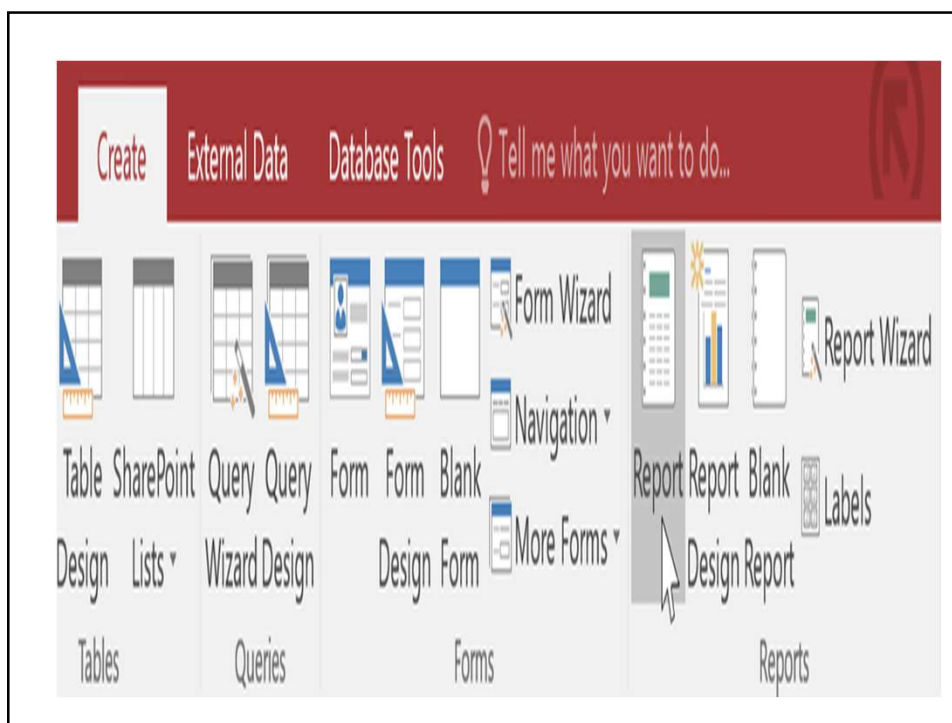 Create External Data Database Tools Tell me what you want to do...
Form Wizard
Report Wizard
Navigation
Table SharePoint Query Query Form Form Blank Report Report Blank
Labels
More Forms
Design Lists Wizard Design Design Form Design Report
Tables Queries Forms Reports